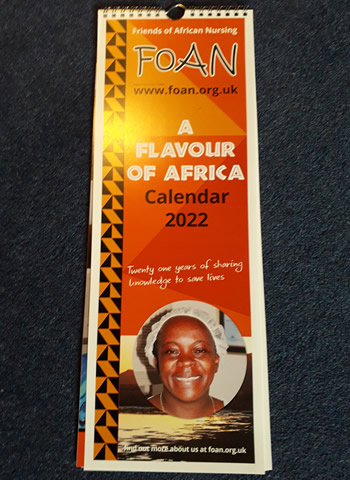 Friends of African Nursing
FOAN
www.foan.org.uk
A
FLAVOUR
OF AFRICA
Calendar
2022
Twenty one years of sharing
knowledge to save lives
Find out more about us at foan.org.uk